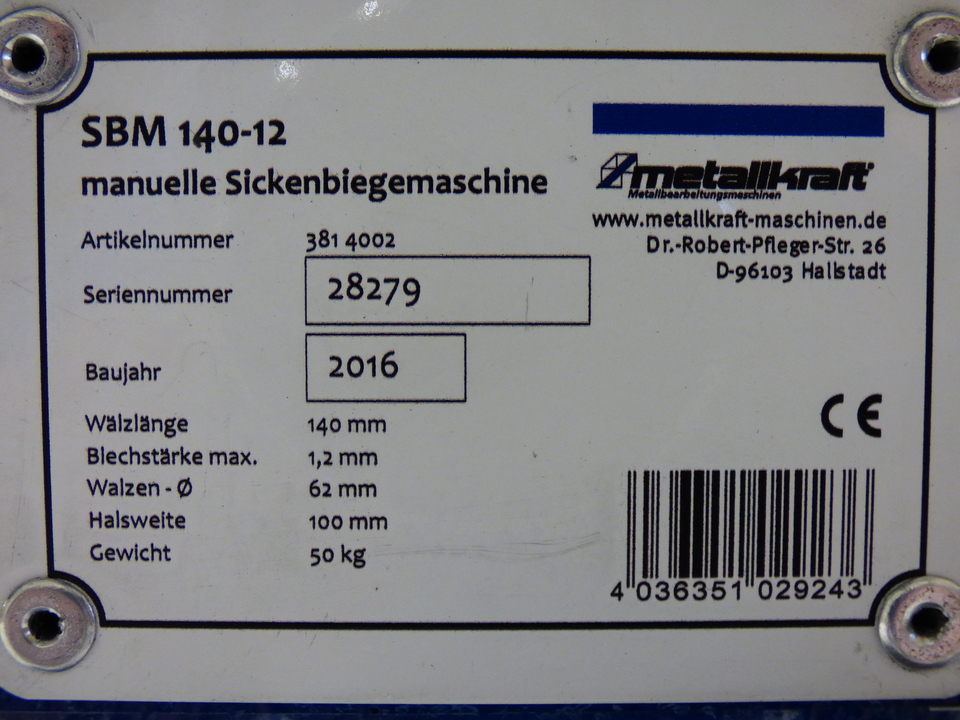 SBM 140-12
manuelle Sickenbiegemaschine
metallkraft
Metallbearbeitungsmaschinen
www.metallkraft-maschinen.de
Dr.-Robert-Pfleger-Str. 26
D-96103 Hallstadt
Artikelnummer 381 4002
Seriennummer 28279
Baujahr 2016
Wälzlänge 140 mm
Blechstärke max. 1,2 mm
Walzen - Ø 62 mm
Halsweite 100 mm
Gewicht 50 kg
CE
4 036351 029243